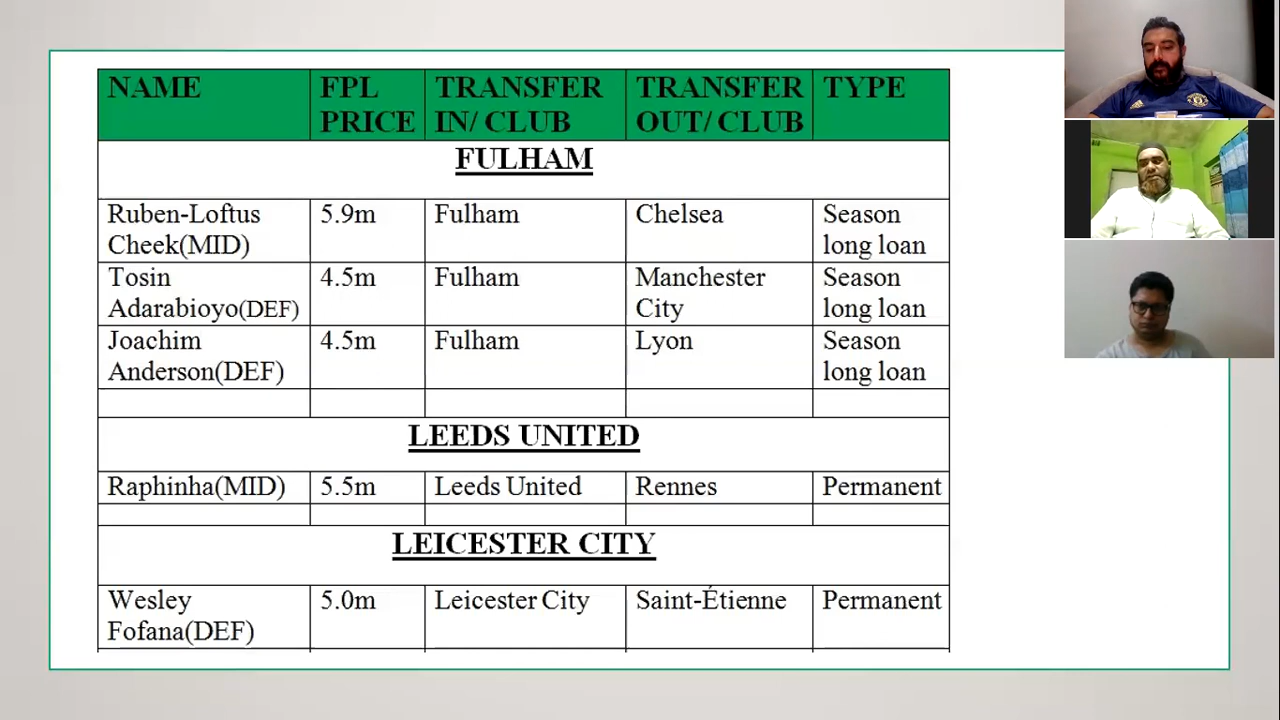 NAME FPL PRICE TRANSFER IN/ CLUB TRANSFER OUT/ CLUB TYPE
FULHAM
Ruben-Loftus Cheek(MID) 5.9m Fulham Chelsea Season long loan
Tosin Adarabioyo(DEF) 4.5m Fulham Manchester City Season long loan
Joachim Anderson(DEF) 4.5m Fulham Lyon Season long loan
LEEDS UNITED
Raphinha(MID) 5.5m Leeds United Rennes Permanent
LEICESTER CITY
Wesley Fofana(DEF) 5.0m Leicester City Saint-Étienne Permanent